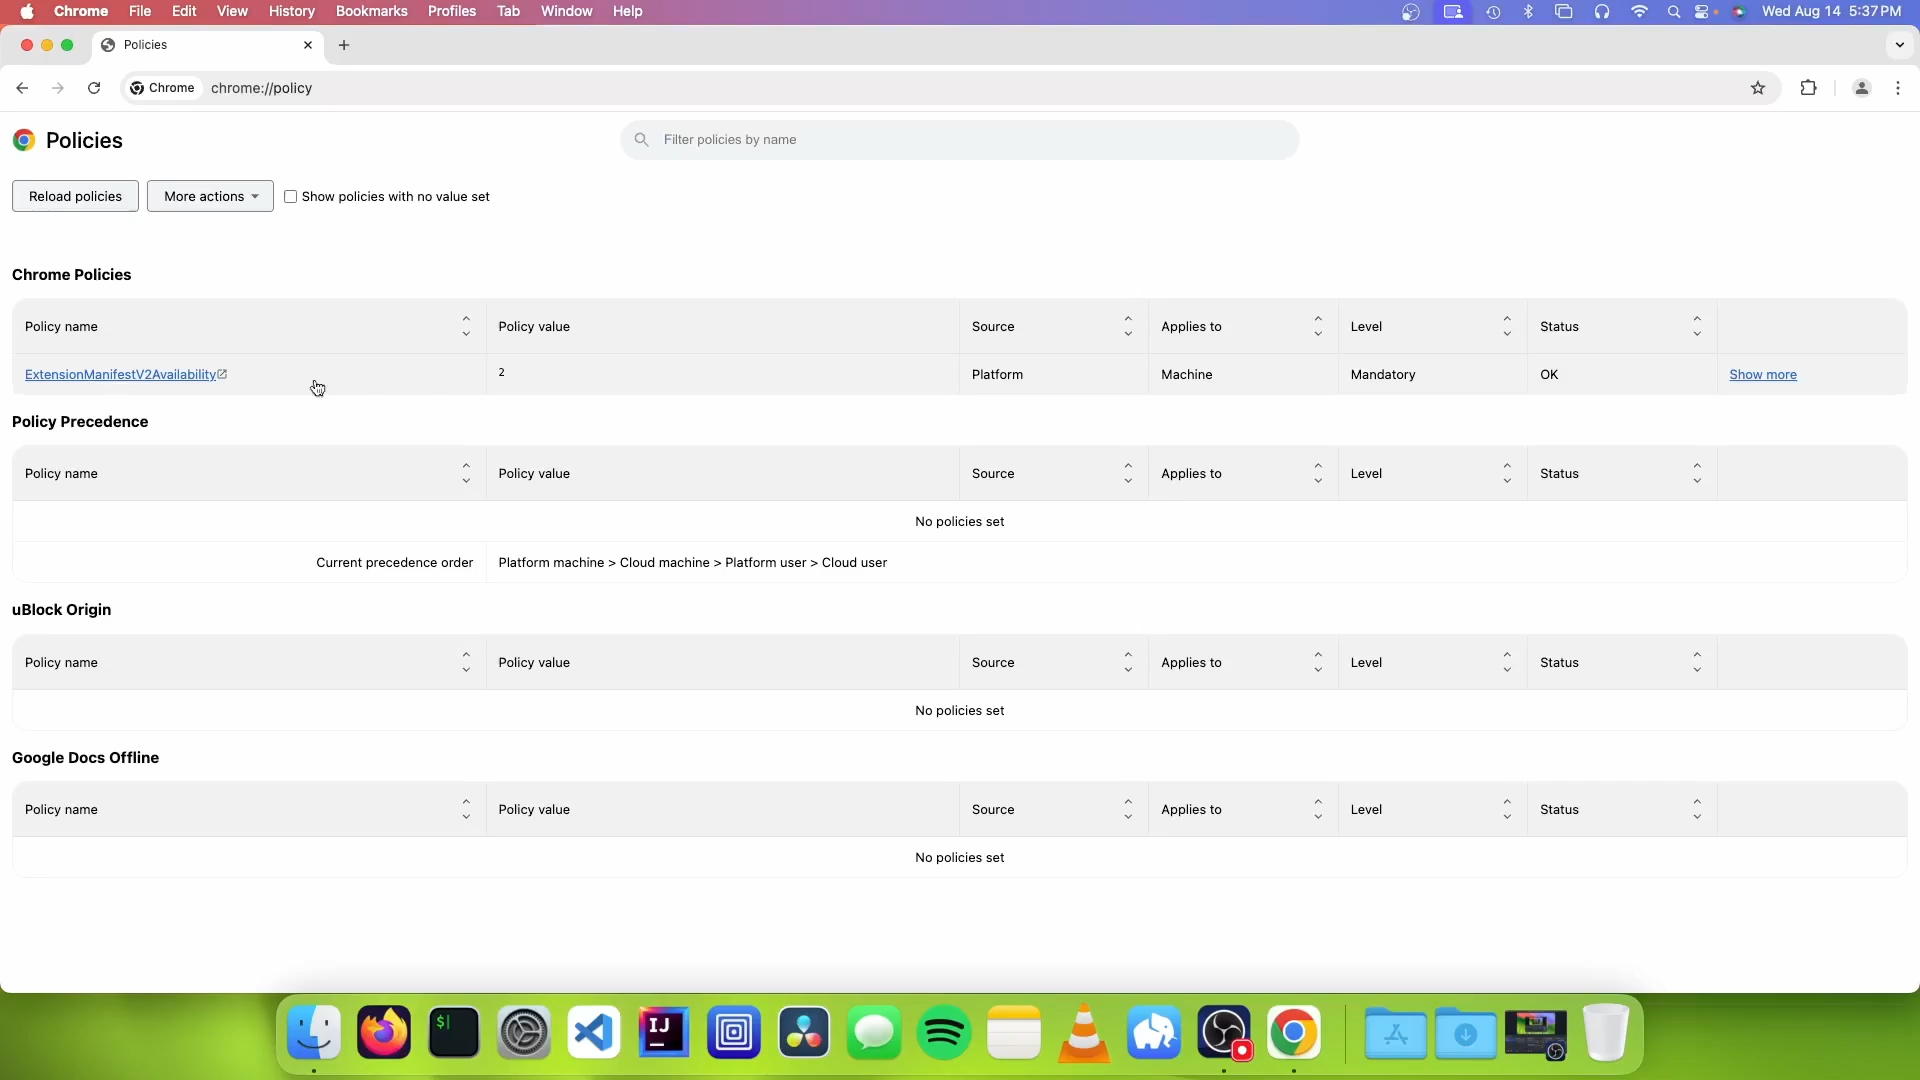 Chrome File Edit View History Bookmarks Profiles Tab Window Help Wed Aug 14 5:37 PM
Policies
Chrome chrome://policy
Policies Filter policies by name
Reload policies More actions Show policies with no value set
Chrome Policies
Policy name Policy value Source Applies to Level Status
ExtensionManifestV2Availability 2 Platform Machine Mandatory OK Show more
Policy Precedence
Policy name Policy value Source Applies to Level Status
No policies set
Current precedence order Platform machine > Cloud machine > Platform user > Cloud user
uBlock Origin
Policy name Policy value Source Applies to Level Status
No policies set
Google Docs Offline
Policy name Policy value Source Applies to Level Status
No policies set
$ IJ